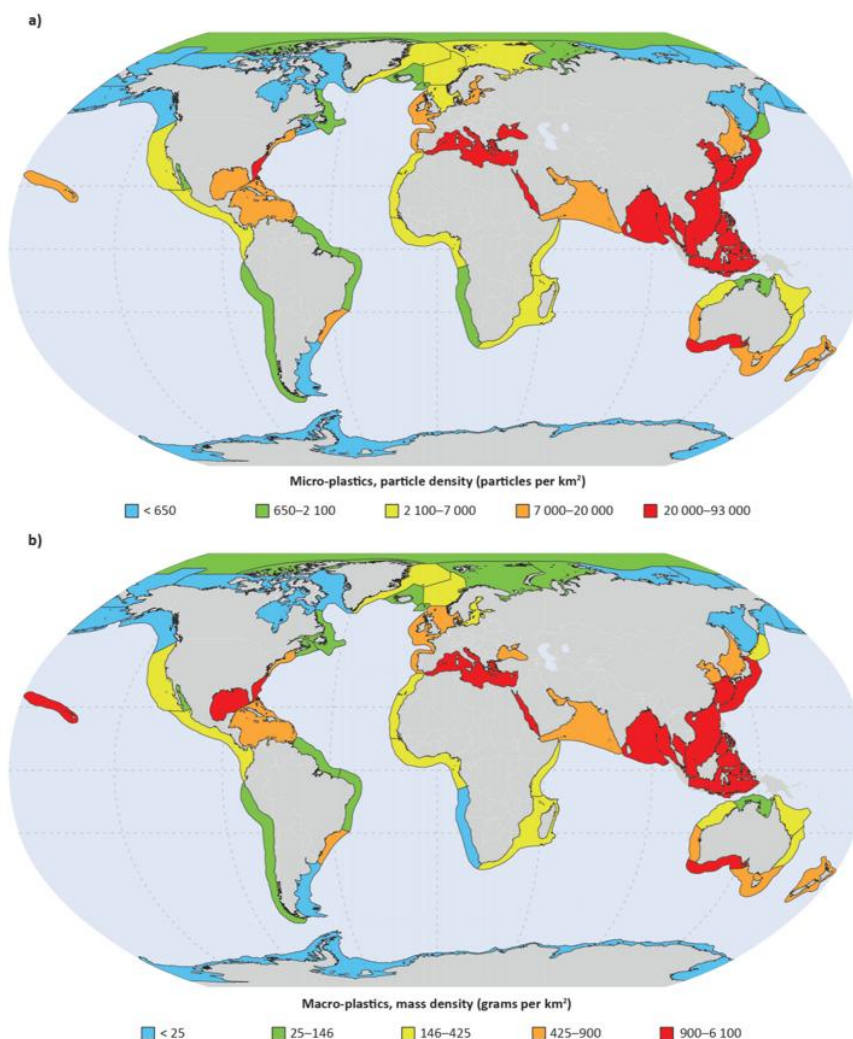 a)
Micro-plastics, particle density (particles per km²)
< 650 650–2 100 2 100–7 000 7 000–20 000 20 000–93 000
b)
Macro-plastics, mass density (grams per km²)
< 25 25–146 146–425 425–900 900–6 100